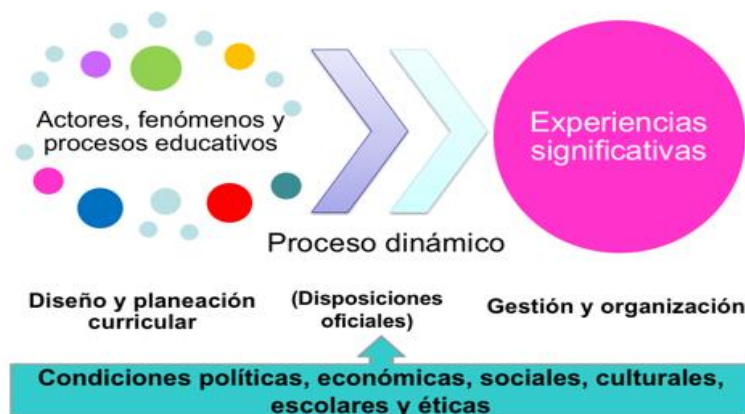 Actores, fenómenos y
procesos educativos
Experiencias
significativas
Proceso dinámico
Diseño y planeación
curricular
(Disposiciones
oficiales)
Gestión y organización
Condiciones políticas, económicas, sociales, culturales,
escolares y éticas